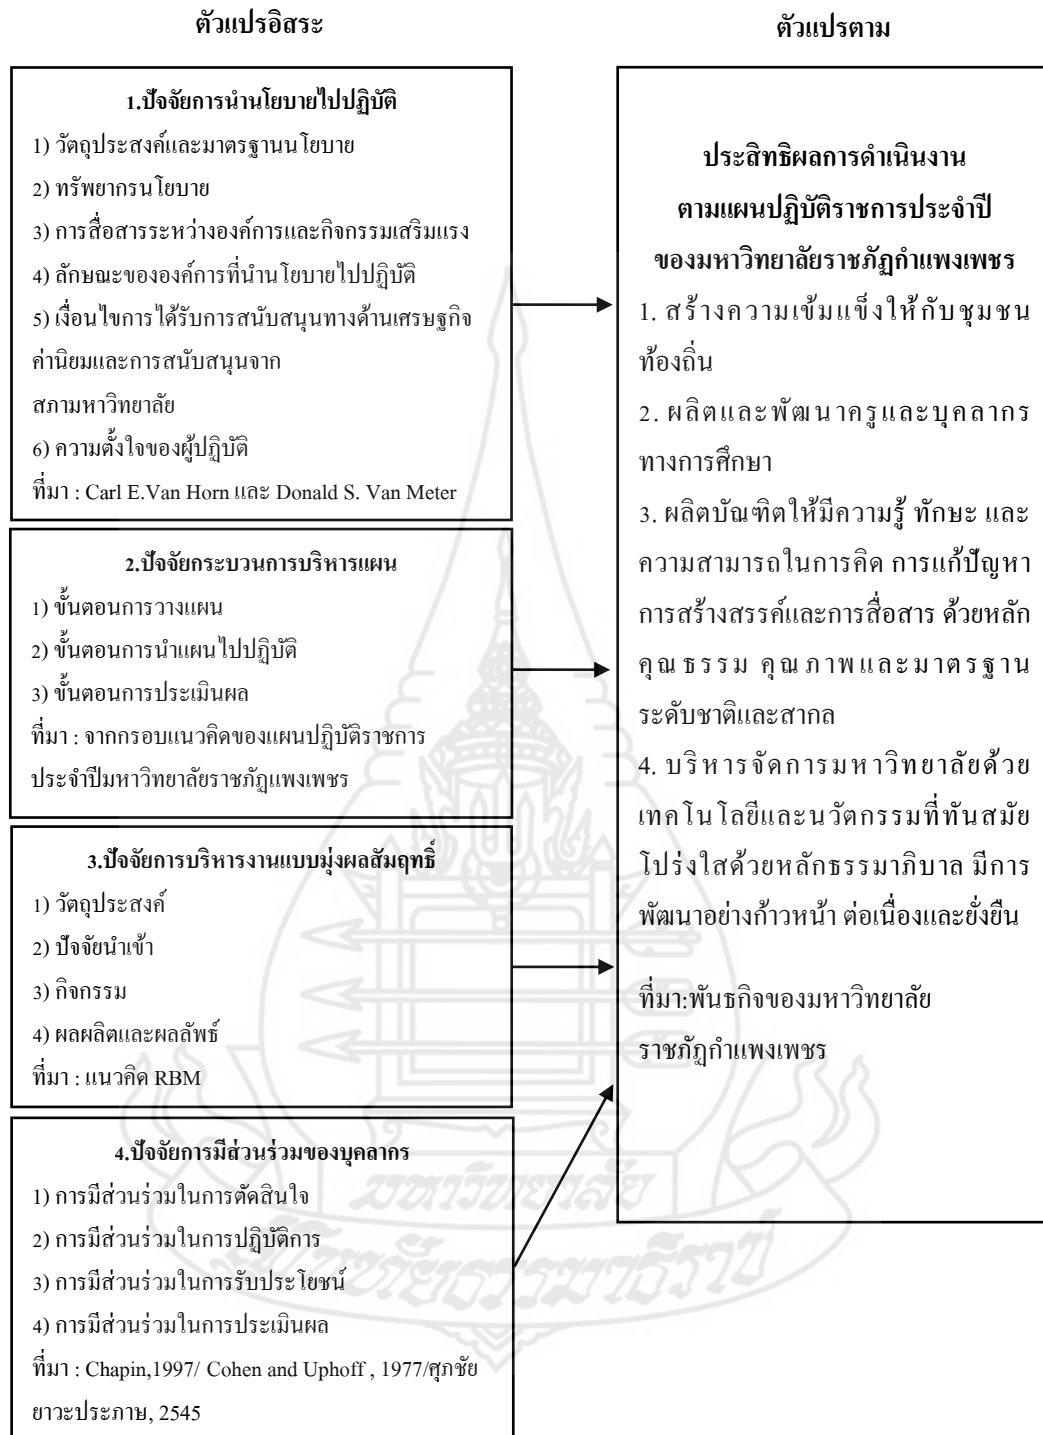 ตัวแปรอิสระ
ตัวแปรตาม
1.ปัจจัยการนำนโยบายไปปฏิบัติ
1) วัตถุประสงค์และมาตรฐานนโยบาย
2) ทรัพยากรนโยบาย
3) การสื่อสารระหว่างองค์การและกิจกรรมเสริมแรง
4) ลักษณะขององค์การที่นำนโยบายไปปฏิบัติ
5) เงื่อนไขการได้รับการสนับสนุนทางด้านเศรษฐกิจ
ค่านิยมและการสนับสนุนจาก
สภามหาวิทยาลัย
6) ความตั้งใจของผู้ปฏิบัติ
ที่มา : Carl E.Van Horn และ Donald S. Van Meter
2.ปัจจัยกระบวนการบริหารแผน
1) ขั้นตอนการวางแผน
2) ขั้นตอนการนำแผนไปปฏิบัติ
3) ขั้นตอนการประเมินผล
ที่มา : จากกรอบแนวคิดของแผนปฏิบัติราชการ
ประจำปีมหาวิทยาลัยราชภัฏแพงเพชร
3.ปัจจัยการบริหารงานแบบมุ่งผลสัมฤทธิ์
1) วัตถุประสงค์
2) ปัจจัยนำเข้า
3) กิจกรรม
4) ผลผลิตและผลลัพธ์
ที่มา : แนวคิด RBM
4.ปัจจัยการมีส่วนร่วมของบุคลากร
1) การมีส่วนร่วมในการตัดสินใจ
2) การมีส่วนร่วมในการปฏิบัติการ
3) การมีส่วนร่วมในการรับประโยชน์
4) การมีส่วนร่วมในการประเมินผล
ที่มา : Chapin,1997/ Cohen and Uphoff , 1977/ศุภชัย
ยาวะประภาษ, 2545
ประสิทธิผลการดำเนินงาน
ตามแผนปฏิบัติราชการประจำปี
ของมหาวิทยาลัยราชภัฏกำแพงเพชร
1. สร้างความเข้มแข็งให้กับชุมชน
ท้องถิ่น
2. ผลิตและพัฒนาครูและบุคลากร
ทางการศึกษา
3. ผลิตบัณฑิตให้มีความรู้ ทักษะ และ
ความสามารถในการคิด การแก้ปัญหา
การสร้างสรรค์และการสื่อสาร ด้วยหลัก
คุณธรรม คุณภาพและมาตรฐาน
ระดับชาติและสากล
4. บริหารจัดการมหาวิทยาลัยด้วย
เทคโนโลยีและนวัตกรรมที่ทันสมัย
โปร่งใสด้วยหลักธรรมาภิบาล มีการ
พัฒนาอย่างก้าวหน้า ต่อเนื่องและยั่งยืน
ที่มา:พันธกิจของมหาวิทยาลัย
ราชภัฏกำแพงเพชร
มหาวิทยาลัย
สุโขทัยธรรมาธิราช